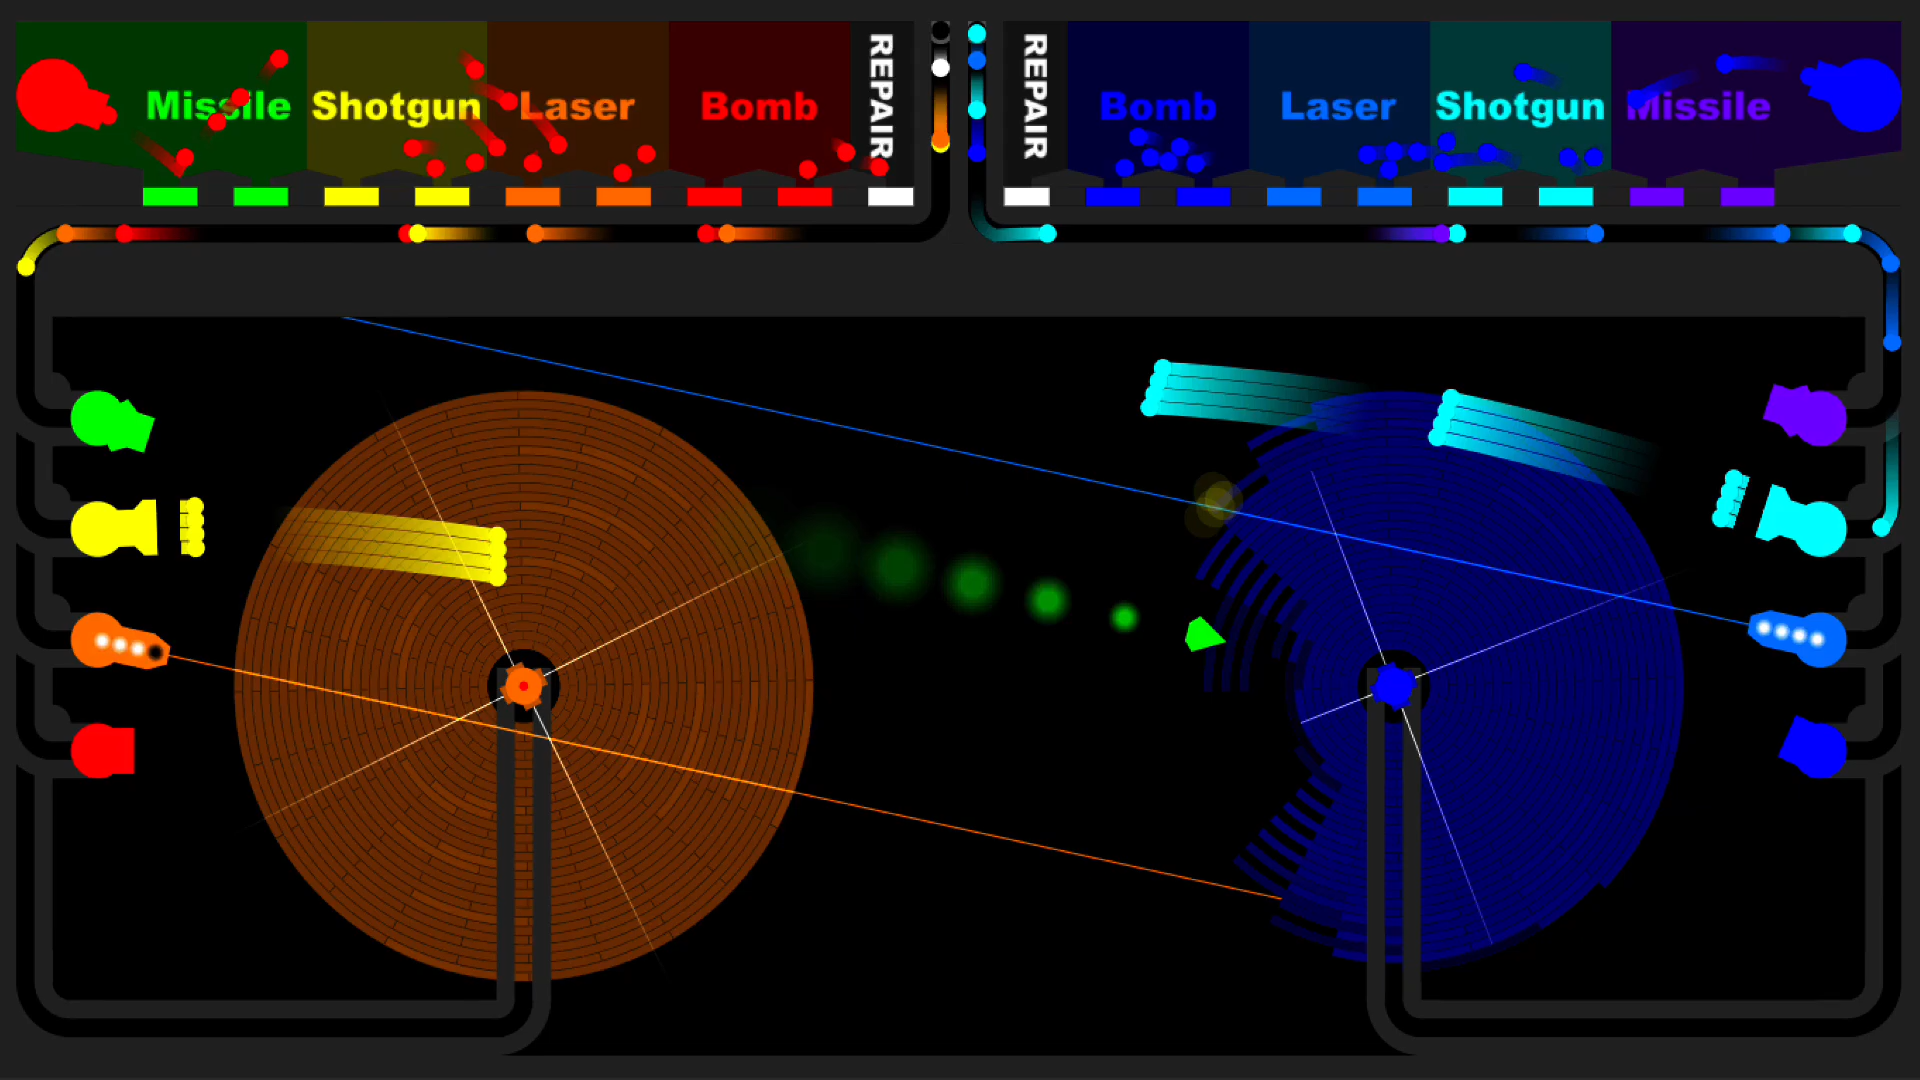 Missile
Shotgun
Laser
Bomb
REPAIR
REPAIR
Bomb
Laser
Shotgun
Missile